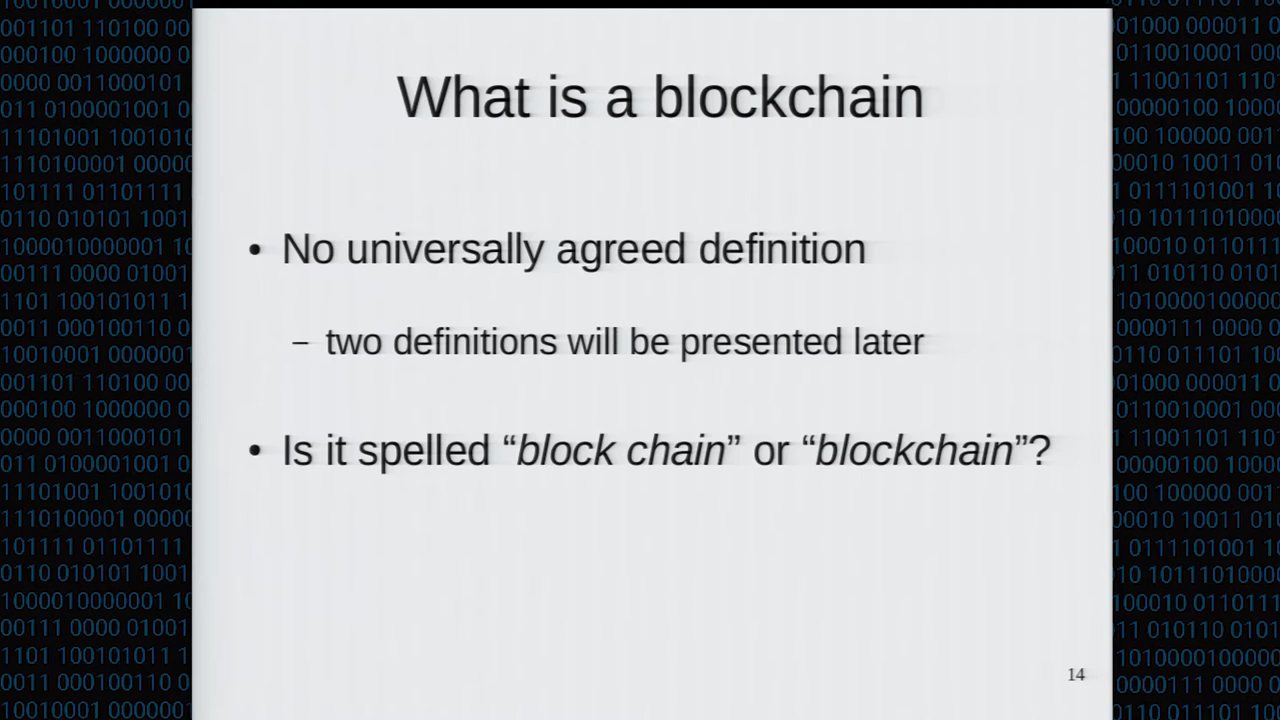 What is a blockchain
• No universally agreed definition
– two definitions will be presented later
• Is it spelled “block chain” or “blockchain”?
14